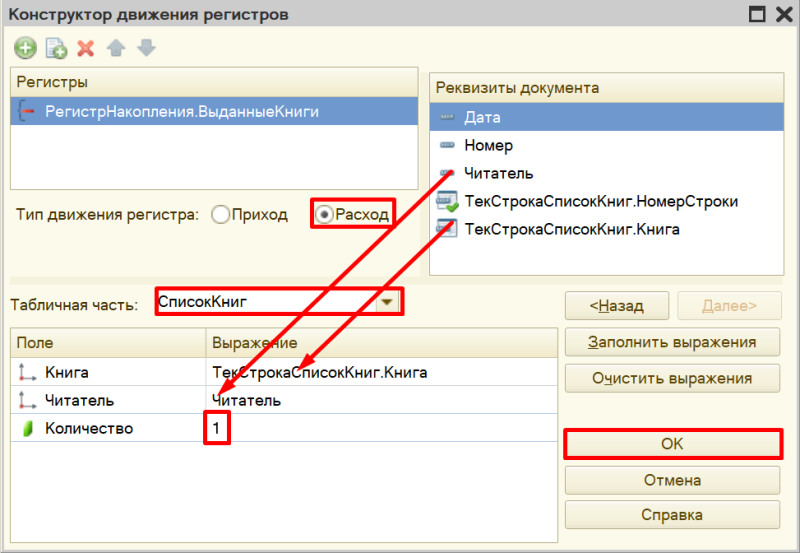 Конструктор движения регистров
Регистры
РегистрНакопления.ВыданныеКниги
Реквизиты документа
Дата
Номер
Читатель
ТекСтрокаСписокКниг.НомерСтроки
ТекСтрокаСписокКниг.Книга
Тип движения регистра: Приход Расход
Табличная часть: СписокКниг
<Назад Далее>
Заполнить выражения
Очистить выражения
Поле Выражение
Книга ТекСтрокаСписокКниг.Книга
Читатель Читатель
Количество 1
OK
Отмена
Справка